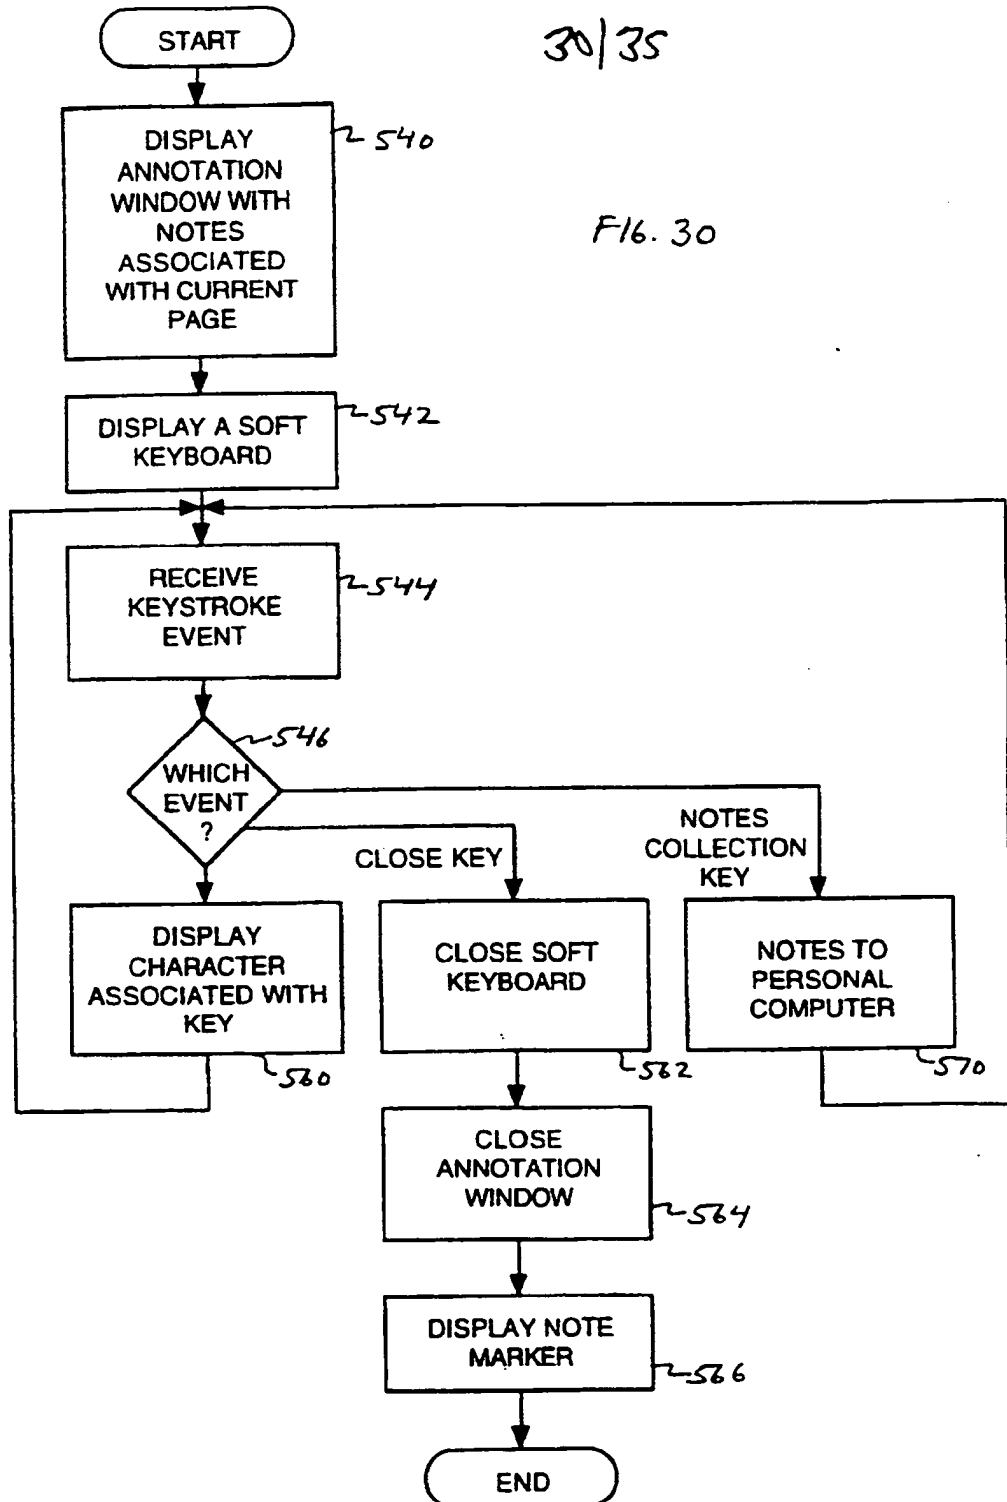 START
30/35
DISPLAY
ANNOTATION
WINDOW WITH
NOTES
ASSOCIATED
WITH CURRENT
PAGE
540
FIG. 30
DISPLAY A SOFT
KEYBOARD
542
RECEIVE
KEYSTROKE
EVENT
544
WHICH
EVENT
?
546
CLOSE KEY
NOTES
COLLECTION
KEY
DISPLAY
CHARACTER
ASSOCIATED WITH
KEY
560
CLOSE SOFT
KEYBOARD
562
NOTES TO
PERSONAL
COMPUTER
570
CLOSE
ANNOTATION
WINDOW
564
DISPLAY NOTE
MARKER
566
END